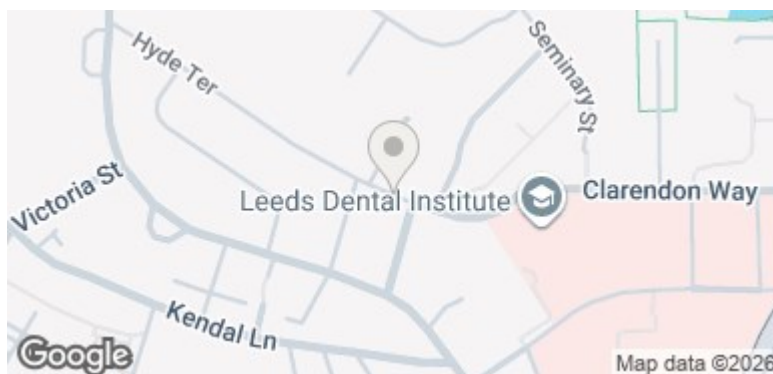 Hyde Ter
Seminary St
Victoria St
Leeds Dental Institute
Clarendon Way
Kendal Ln
Google
Map data ©2026